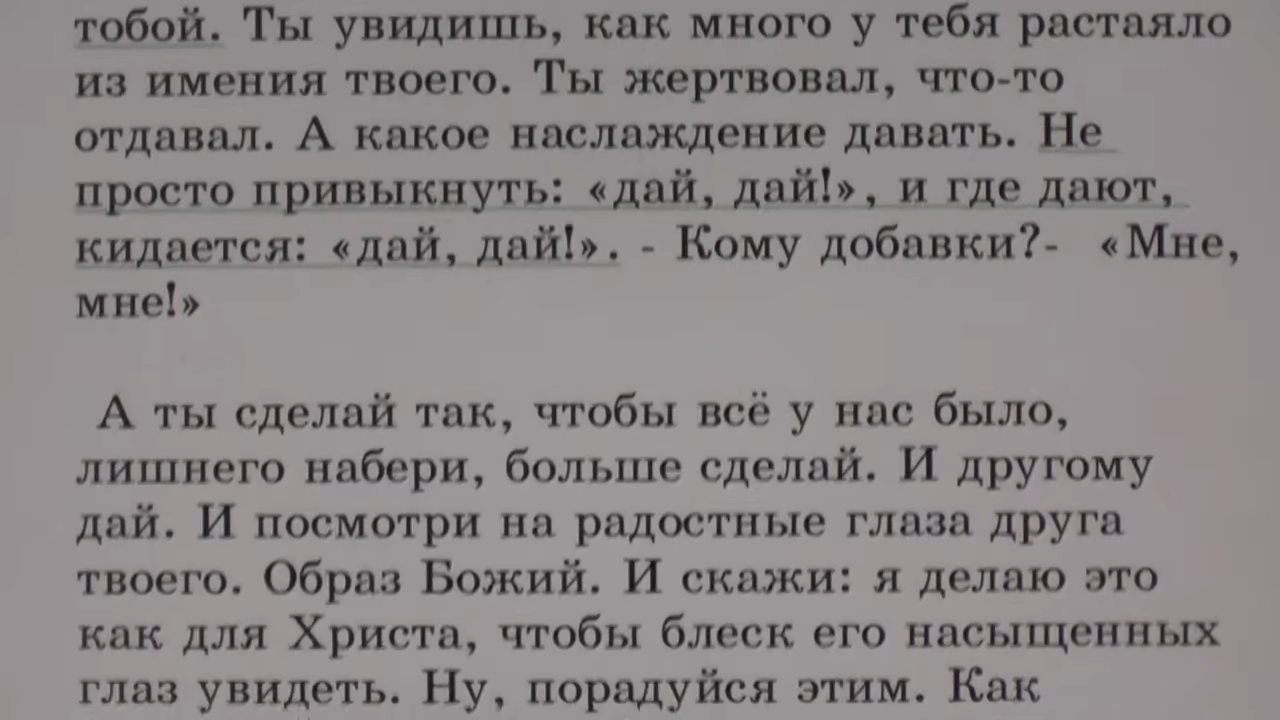 тобой. Ты увидишь, как много у тебя растаяло
из имения твоего. Ты жертвовал, что-то
отдавал. А какое наслаждение давать. Не
просто привыкнуть: «дай, дай!», и где дают,
кидается: «дай, дай!». - Кому добавки?- «Мне,
мне!»
А ты сделай так, чтобы всё у нас было,
лишнего набери, больше сделай. И другому
дай. И посмотри на радостные глаза друга
твоего. Образ Божий. И скажи: я делаю это
как для Христа, чтобы блеск его насыщенных
глаз увидеть. Ну, порадуйся этим. Как